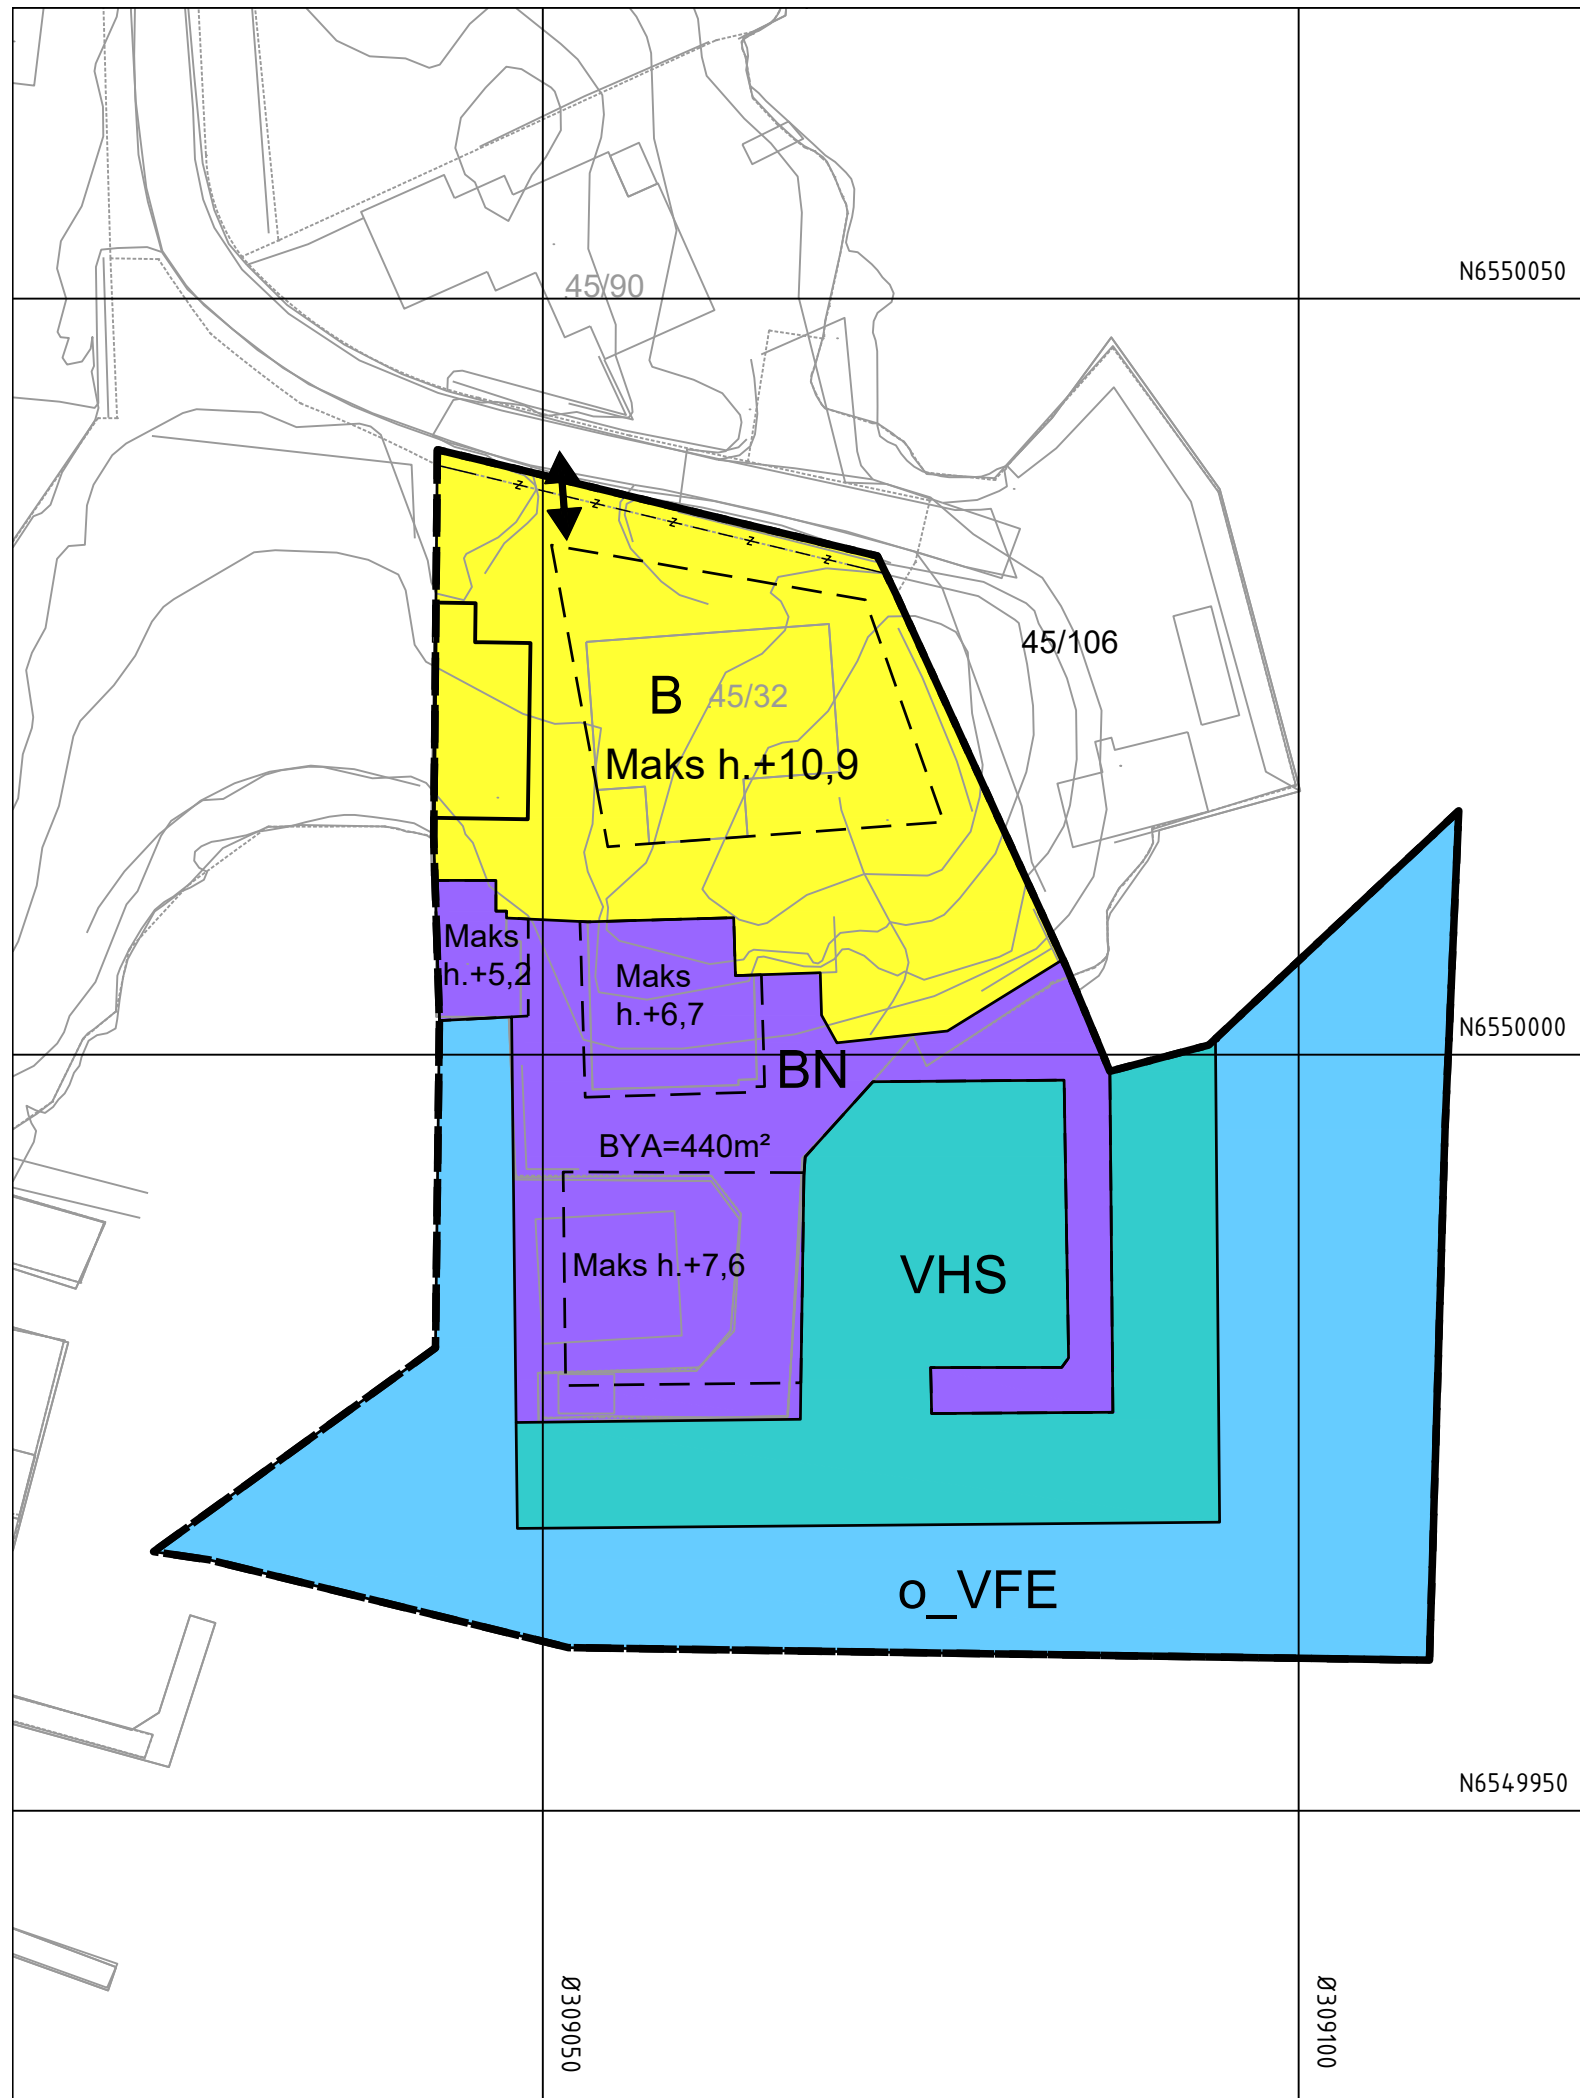 45/90
N6550050
45/106
B 45/32
Maks h.+10,9
Maks
h.+5,2
Maks
h.+6,7
N6550000
BN
BYA=440m²
Maks h.+7,6
VHS
o_VFE
N6549950
Ø309050
Ø309100